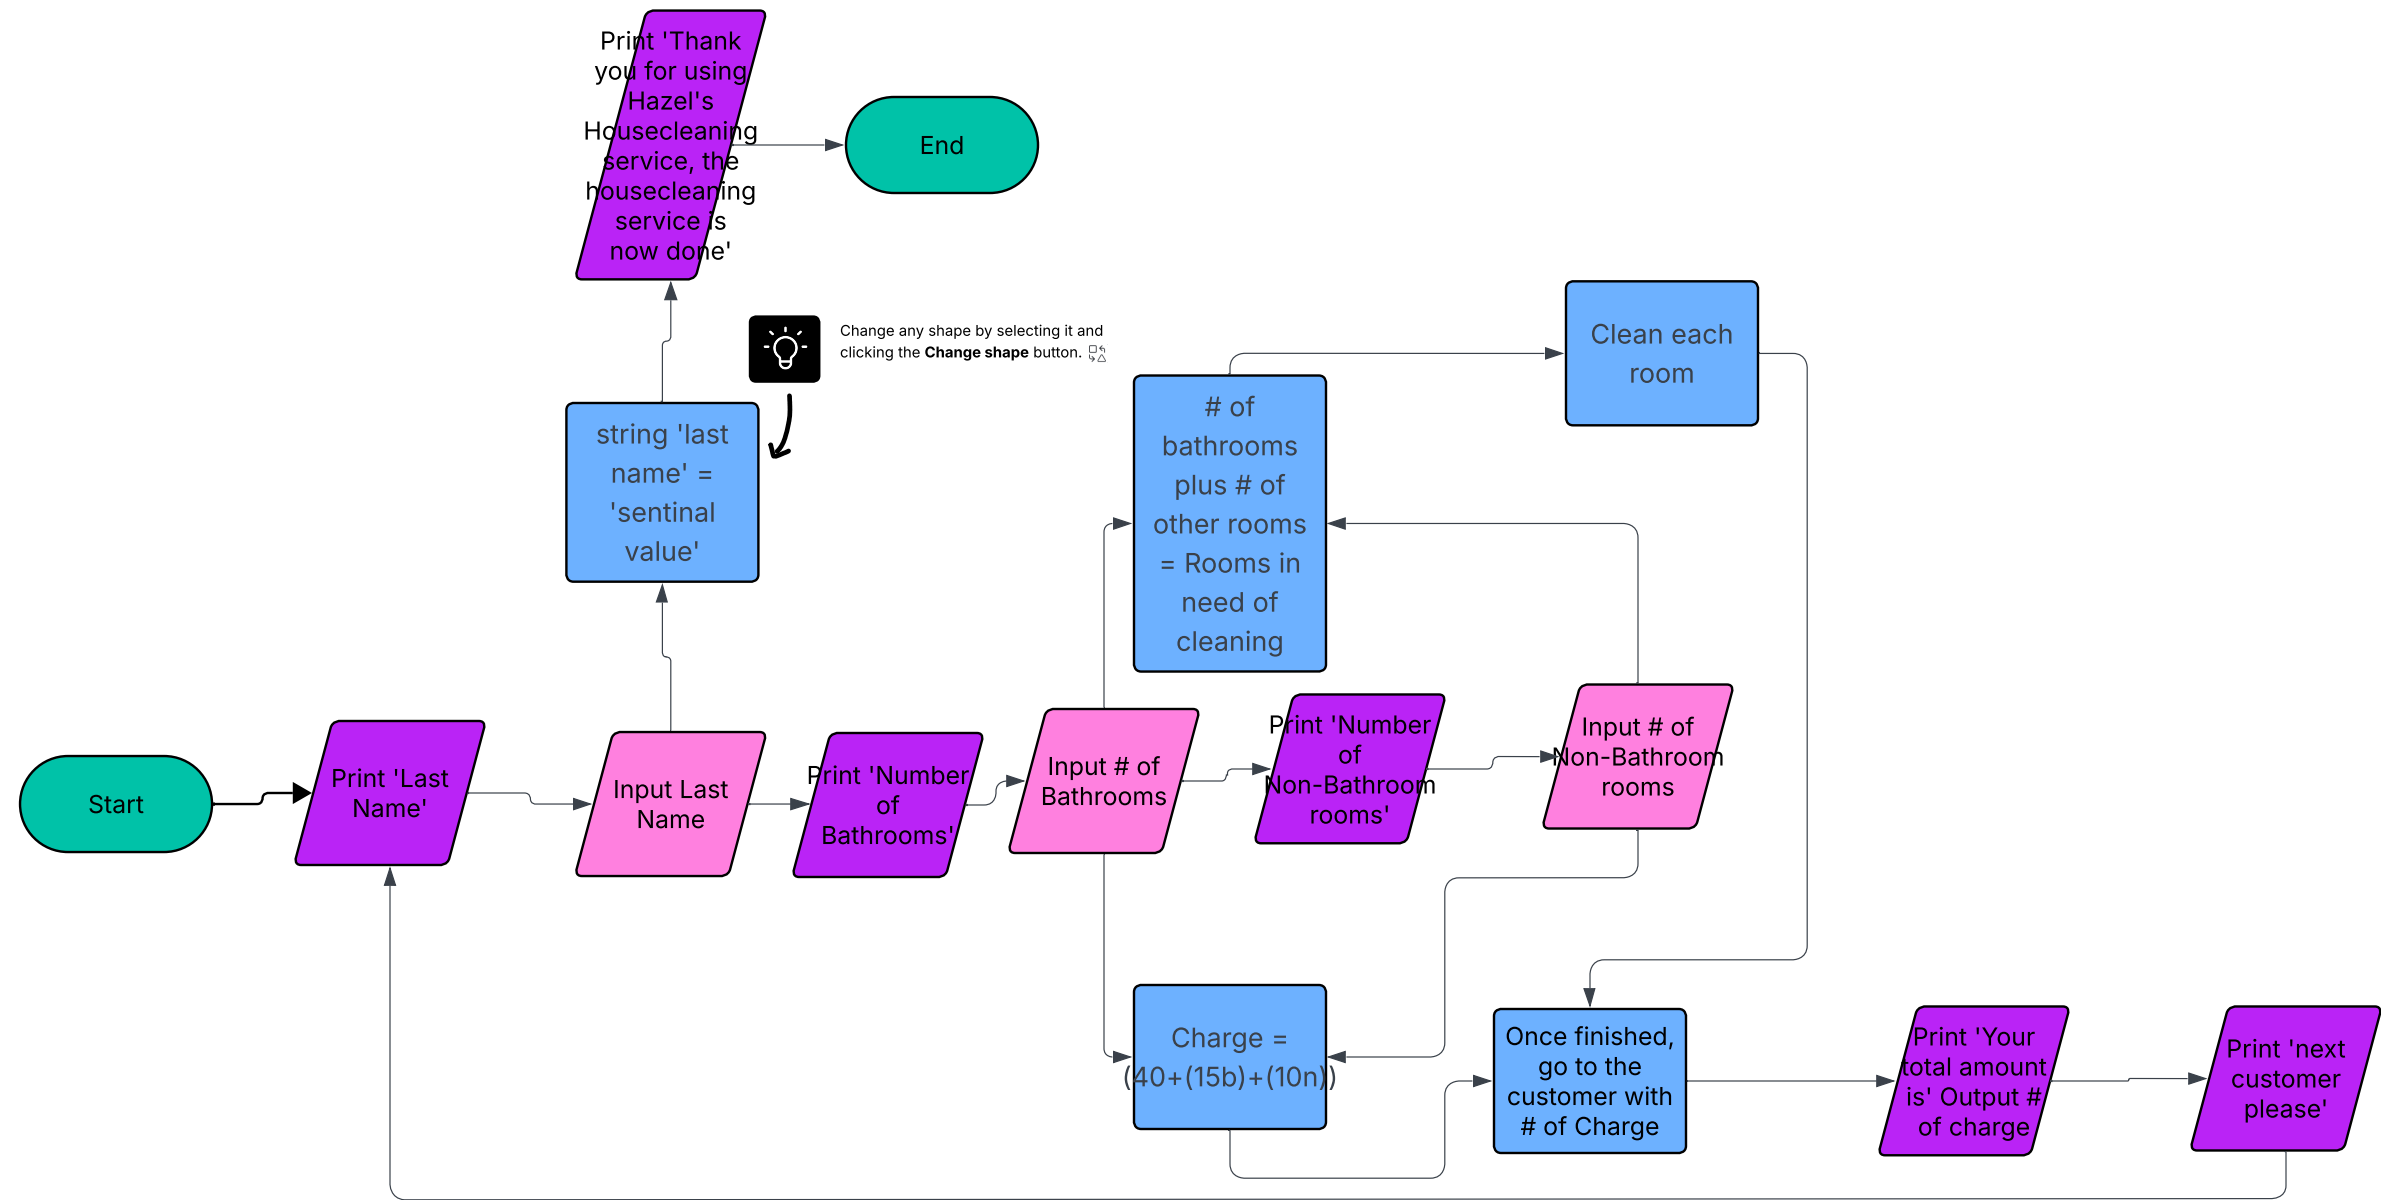 Print 'Thank
you for using
Hazel's
Housecleaning
service, the
housecleaning
service is
now done'
End
Change any shape by selecting it and
clicking the Change shape button.
string 'last
name' =
'sentinal
value'
# of
bathrooms
plus # of
other rooms
= Rooms in
need of
cleaning
Clean each
room
Start
Print 'Last
Name'
Input Last
Name
Print 'Number
of
Bathrooms'
Input # of
Bathrooms
Print 'Number
of
Non-Bathroom
rooms'
Input # of
Non-Bathroom
rooms
Charge =
(40+(15b)+(10n))
Once finished,
go to the
customer with
# of Charge
Print 'Your
total amount
is' Output #
of charge
Print 'next
customer
please'